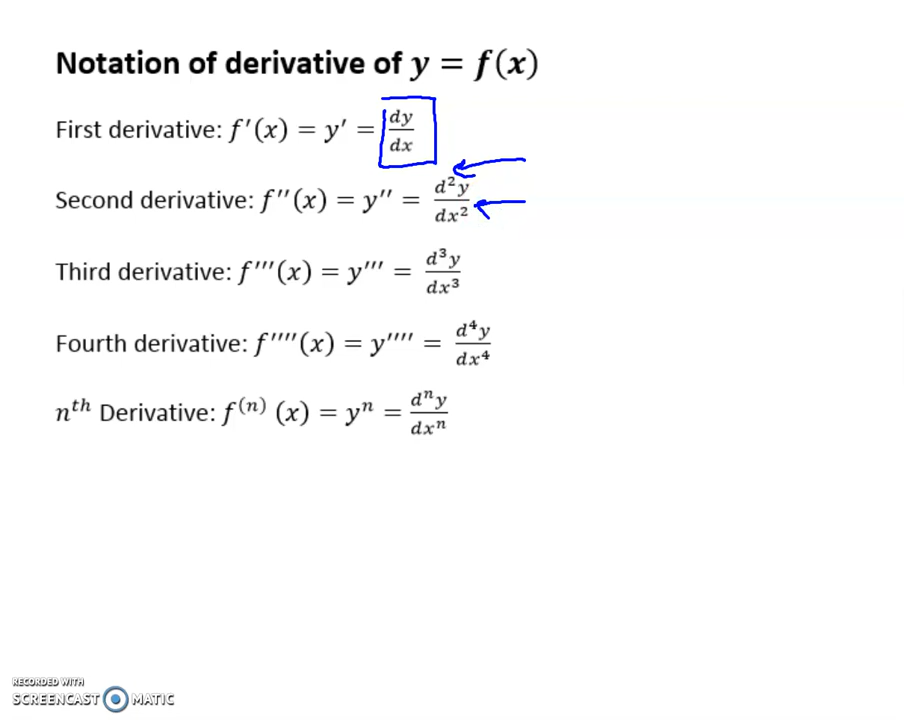 Notation of derivative of y = f(x)
First derivative: f′(x) = y′ = dy/dx
Second derivative: f′′(x) = y′′ = d²y/dx²
Third derivative: f′′′(x) = y′′′ = d³y/dx³
Fourth derivative: f′′′′(x) = y′′′′ = d⁴y/dx⁴
nᵗʰ Derivative: f⁽ⁿ⁾ (x) = yⁿ = dⁿy/dxⁿ
RECORDED WITH
SCREENCAST MATIC